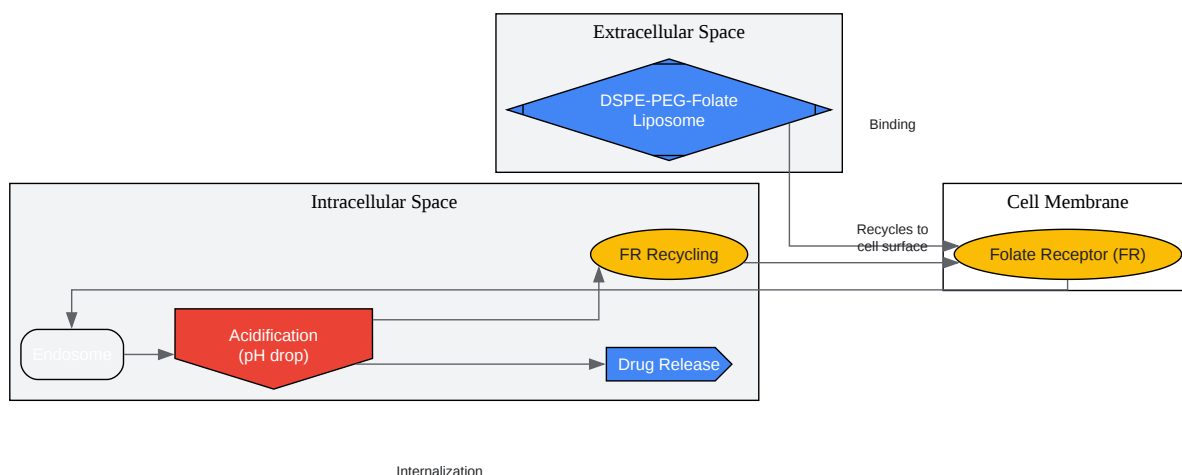 Extracellular Space
DSPE-PEG-Folate
Liposome
Binding
Intracellular Space
Cell Membrane
Recycles to
cell surface
FR Recycling
Folate Receptor (FR)
Endosome
Acidification
(pH drop)
Drug Release
Internalization